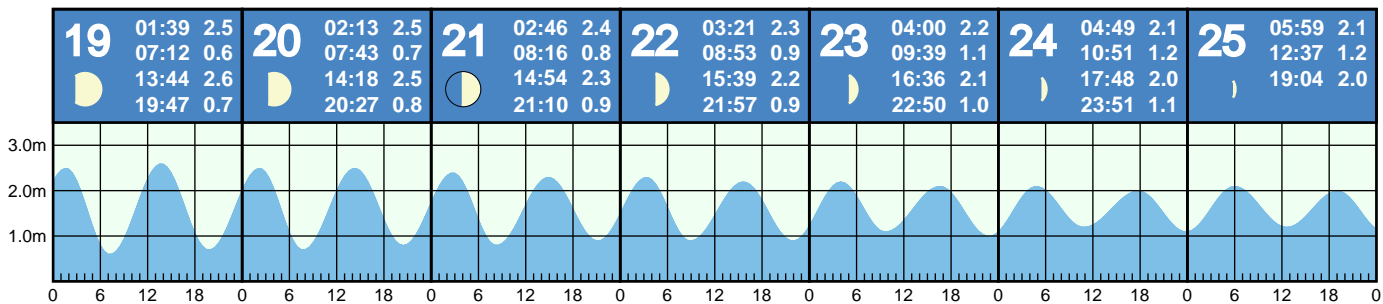 19 01:39 2.5 20 02:13 2.5 21 02:46 2.4 22 03:21 2.3 23 04:00 2.2 24 04:49 2.1 25 05:59 2.1
07:12 0.6 07:43 0.7 08:16 0.8 08:53 0.9 09:39 1.1 10:51 1.2 12:37 1.2
13:44 2.6 14:18 2.5 14:54 2.3 15:39 2.2 16:36 2.1 17:48 2.0 19:04 2.0
19:47 0.7 20:27 0.8 21:10 0.9 21:57 0.9 22:50 1.0 23:51 1.1
3.0m
2.0m
1.0m
0 6 12 18 0 6 12 18 0 6 12 18 0 6 12 18 0 6 12 18 0 6 12 18 0 6 12 18 0